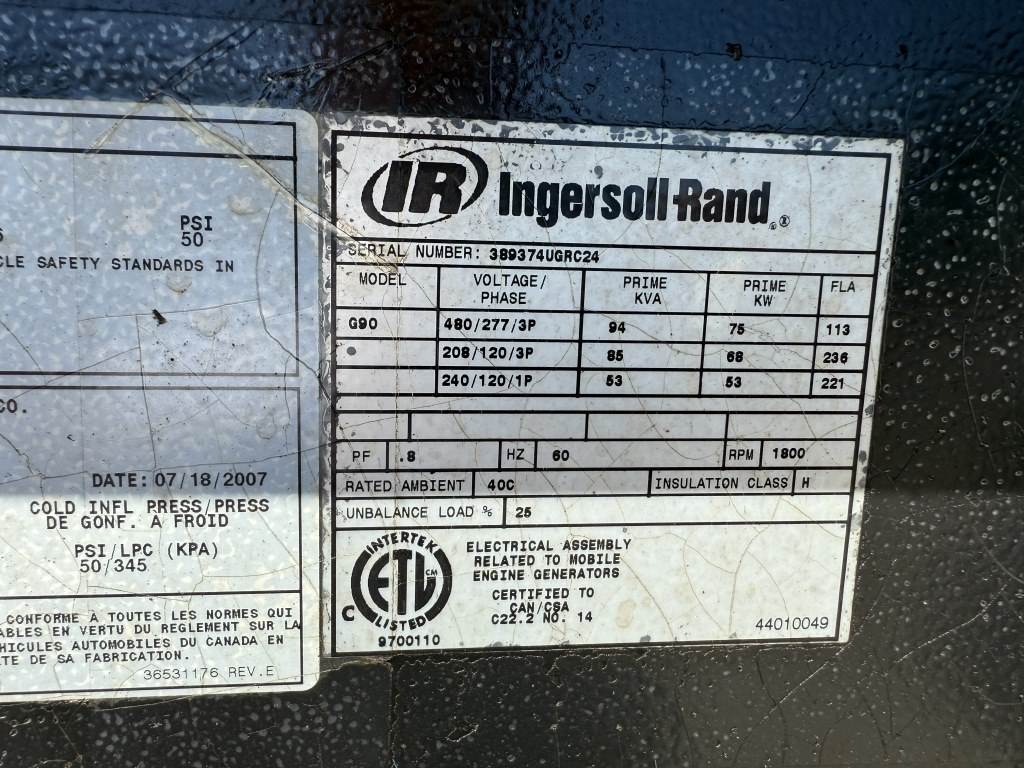 PSI
50
CLE SAFETY STANDARDS IN
CO.
DATE: 07/18/2007
COLD INFL PRESS/PRESS
DE GONF. A FROID
PSI/LPC (KPA)
50/345
CONFORME À TOUTES LES NORMES QUI
ABLES EN VERTU DU REGLEMENT SUR LA
HICULES AUTOMOBILES DU CANADA EN
TE DE SA FABRICATION.
36531176 REV.E
IR Ingersoll-Rand ®
SERIAL NUMBER: 389374UGRC24
MODEL VOLTAGE/ PHASE PRIME KVA PRIME KW FLA
G90 480/277/3P 94 75 113
208/120/3P 85 68 236
240/120/1P 53 53 221
PF .8 HZ 60 RPM 1800
RATED AMBIENT 40C INSULATION CLASS H
UNBALANCE LOAD % 25
INTERTEK
ETL CM
LISTED
C
9700110
ELECTRICAL ASSEMBLY
RELATED TO MOBILE
ENGINE GENERATORS
CERTIFIED TO
CAN/CSA
C22.2 NO. 14
44010049